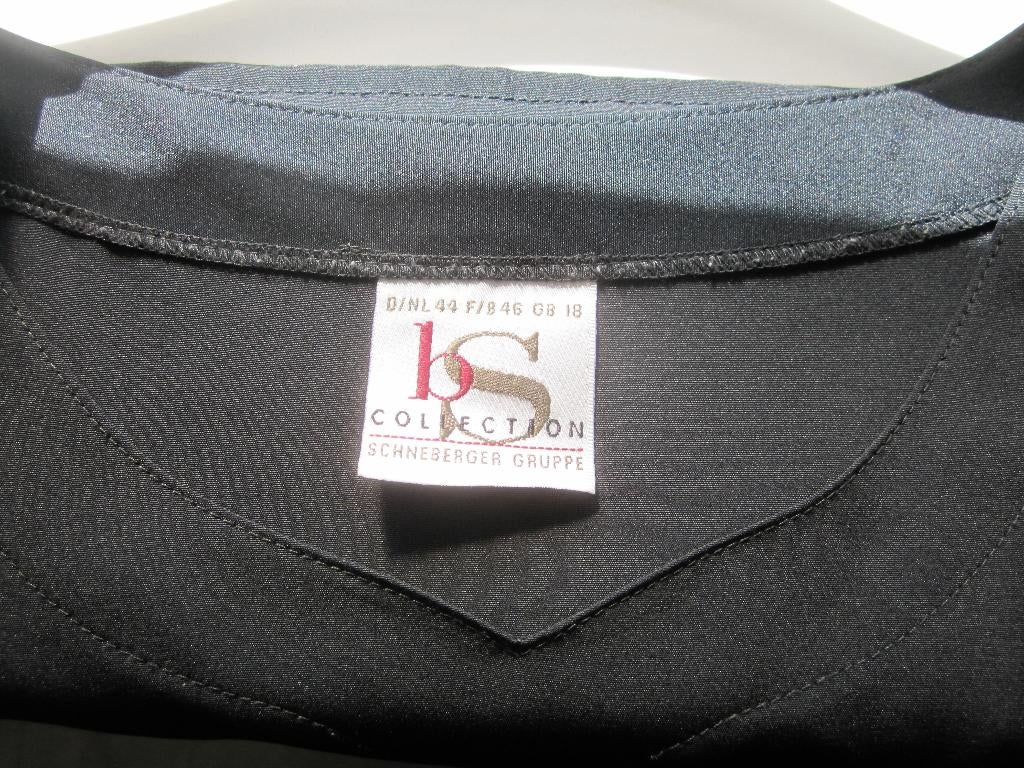 D/NL 44 F/B 46 GB 18
bS
COLLECTION
SCHNEBERGER GRUPPE